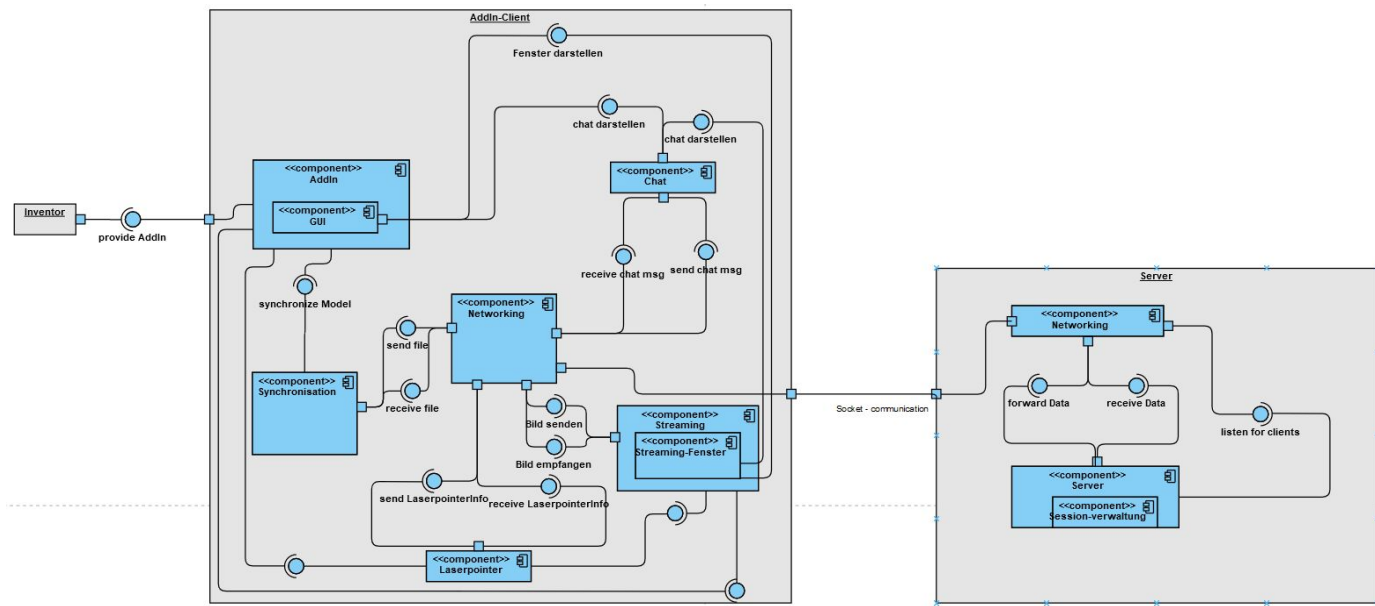 AddIn-Client
Fenster darstellen
chat darstellen
chat darstellen
<<component>>
AddIn
<<component>>
GUI
<<component>>
Chat
Inventor
provide AddIn
receive chat msg
send chat msg
synchronize Model
<<component>>
Networking
send file
receive file
<<component>>
Synchronisation
Bild senden
Bild empfangen
<<component>>
Streaming
<<component>>
Streaming-Fenster
send LaserpointerInfo
receive LaserpointerInfo
<<component>>
Laserpointer
Socket - communication
Server
<<component>>
Networking
forward Data
receive Data
listen for clients
<<component>>
Server
<<component>>
Session-verwaltung